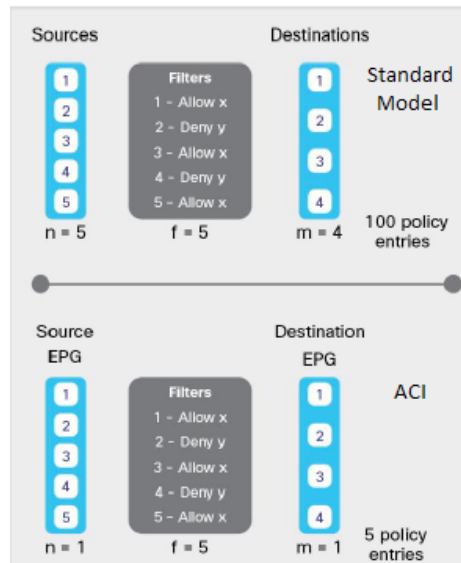 Sources
Destinations
1
2
3
4
5
n = 5
Filters
1 - Allow x
2 - Deny y
3 - Allow x
4 - Deny y
5 - Allow x
f = 5
1
2
3
4
m = 4
Standard
Model
100 policy
entries
Source
EPG
Destination
EPG
1
2
3
4
5
n = 1
Filters
1 - Allow x
2 - Deny y
3 - Allow x
4 - Deny y
5 - Allow x
f = 5
1
2
3
4
m = 1
ACI
5 policy
entries